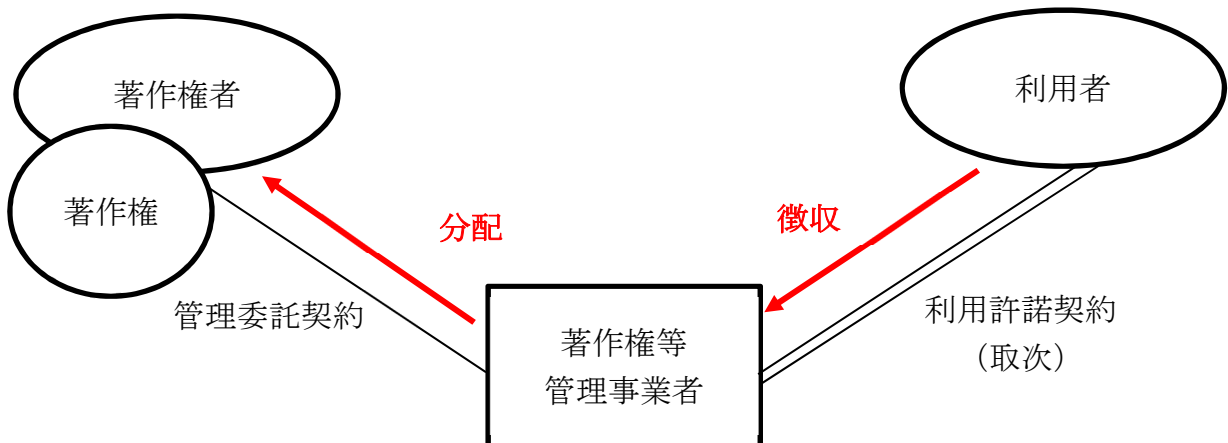 著作権者
利用者
著作権
分配
徴収
管理委託契約
利用許諾契約
（取次）
著作権等
管理事業者